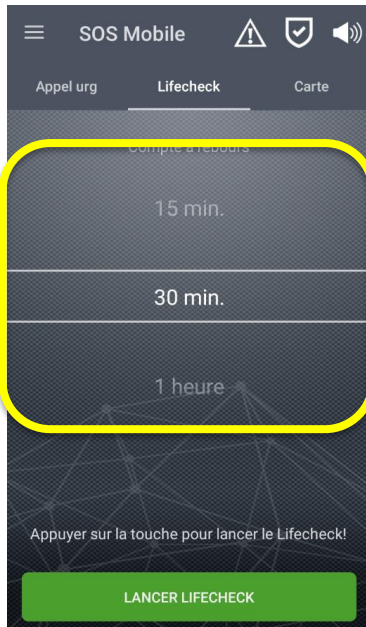 SOS Mobile
Appel urg Lifecheck Carte
Compte à rebours
15 min.
30 min.
1 heure
Appuyer sur la touche pour lancer le Lifecheck!
LANCER LIFECHECK